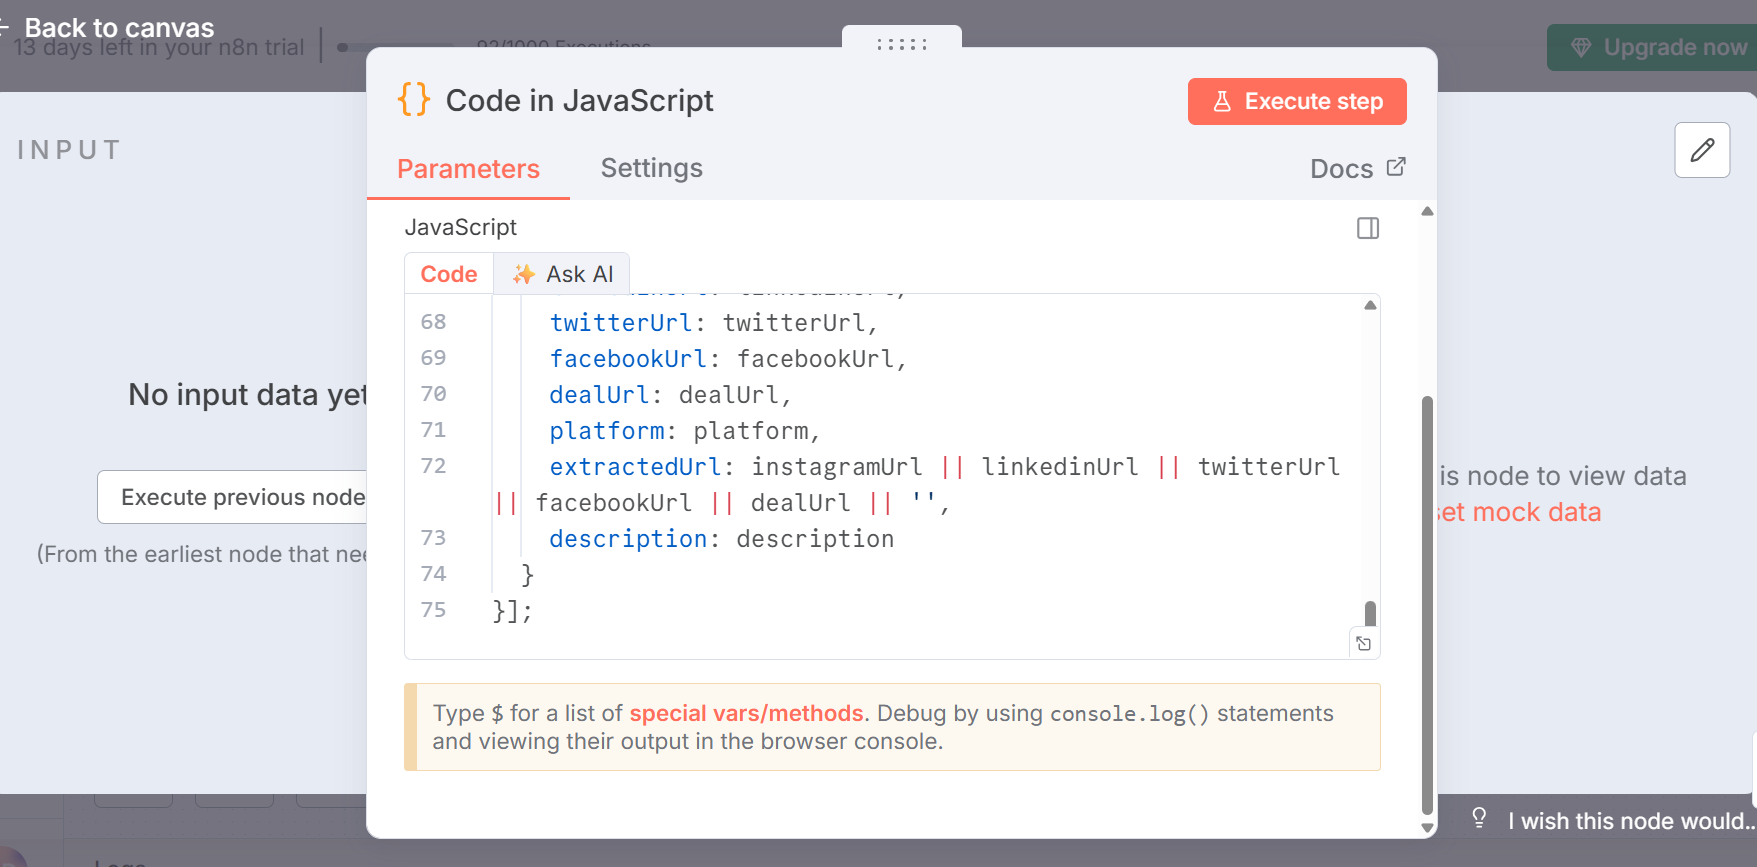 Back to canvas
13 days left in your n8n trial
92/1000 Executions
Upgrade now
INPUT
No input data yet
Execute previous node
(From the earliest node that
Code in JavaScript
Execute step
Parameters
Settings
Docs
JavaScript
Code
Ask AI
68 twitterUrl: twitterUrl,
69 facebookUrl: facebookUrl,
70 dealUrl: dealUrl,
71 platform: platform,
72 extractedUrl: instagramUrl || linkedinUrl || twitterUrl
|| facebookUrl || dealUrl || '',
73 description: description
74 }
75 }];
Type $ for a list of special vars/methods. Debug by using console.log() statements
and viewing their output in the browser console.
is node to view data
set mock data
I wish this node would..